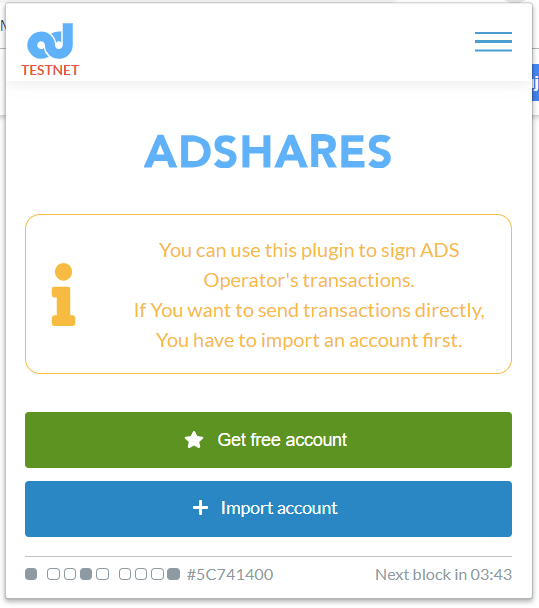 TESTNET
ADSHARES
You can use this plugin to sign ADS
Operator's transactions.
If You want to send transactions directly,
You have to import an account first.
Get free account
Import account
#5C741400
Next block in 03:43